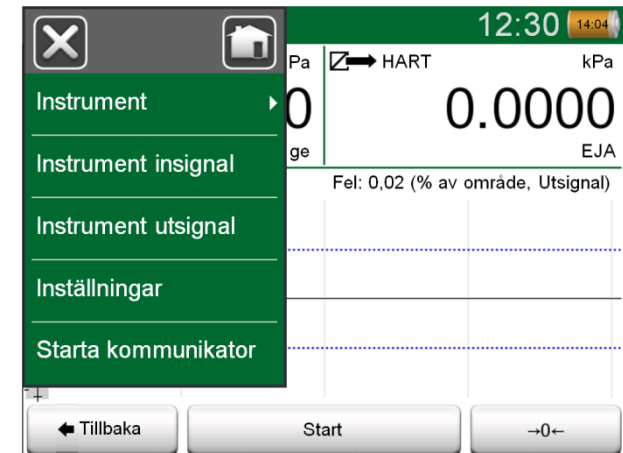 12:30 14:04
Pa HART kPa
Instrument
0 0.0000
ge EJA
Instrument insignal
Fel: 0,02 (% av område, Utsignal)
Instrument utsignal
Inställningar
Starta kommunikator
Tillbaka Start →0←